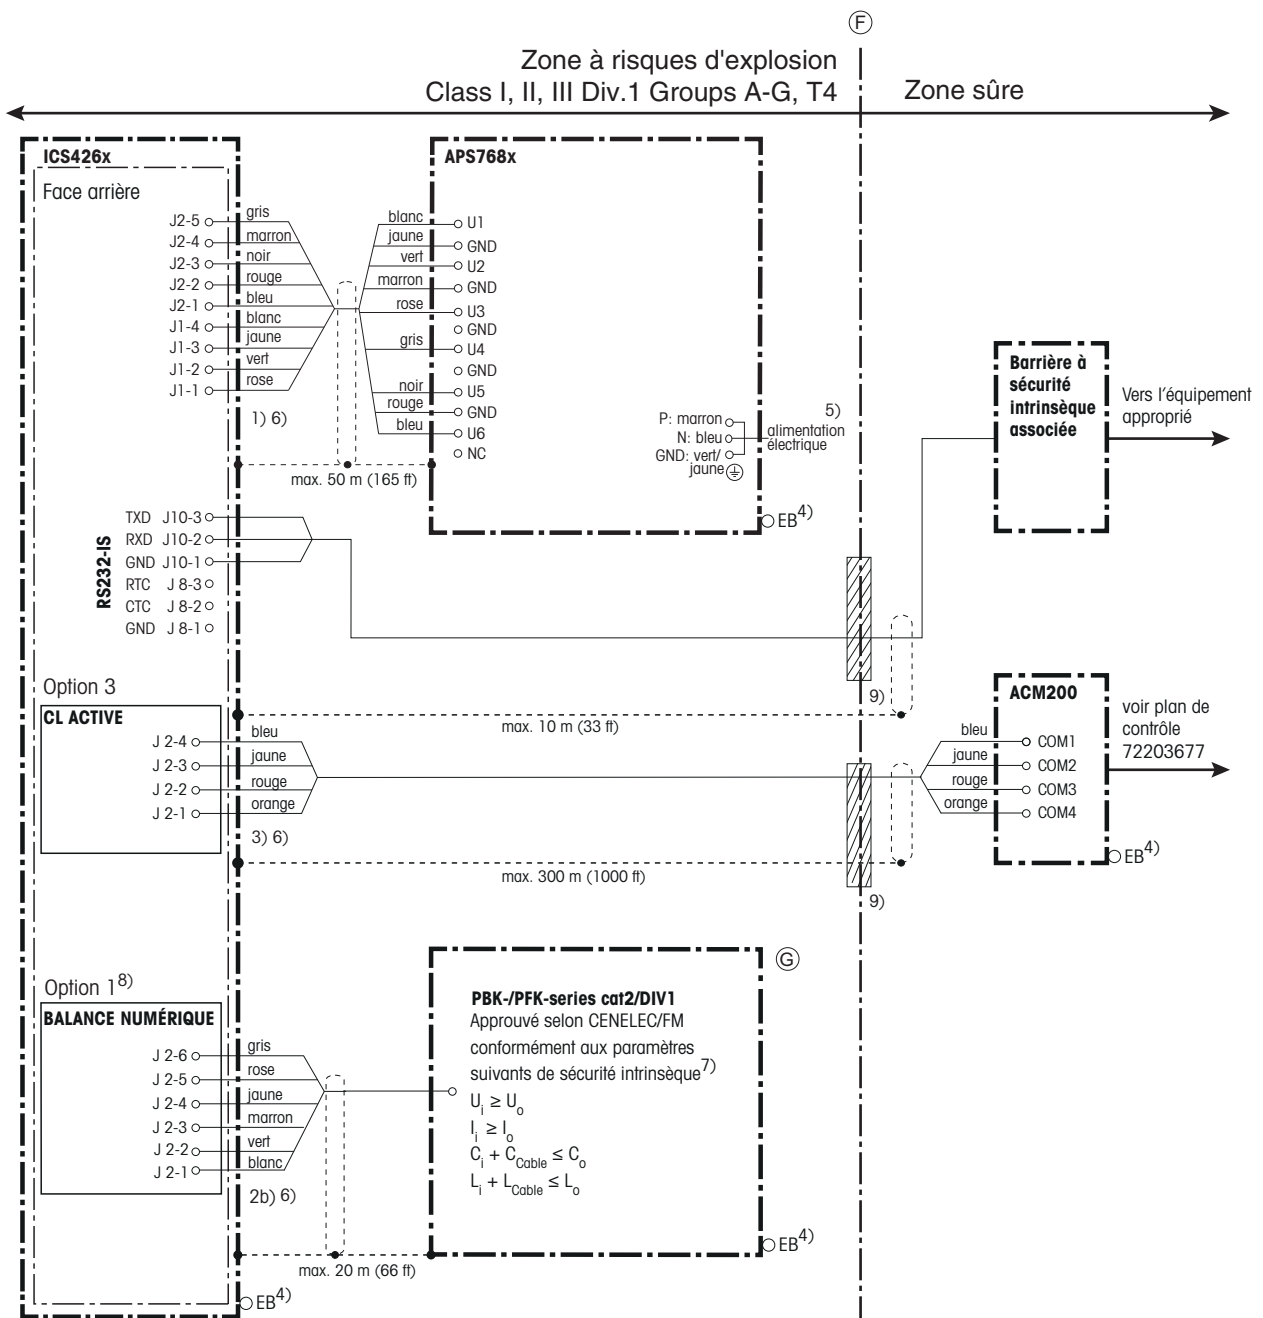 F
Zone à risques d'explosion
Class I, II, III Div.1 Groups A-G, T4
Zone sûre
ICS426x
Face arrière
J2-5 gris
J2-4 marron
J2-3 noir
J2-2 rouge
J2-1 bleu
J1-4 blanc
J1-3 jaune
J1-2 vert
J1-1 rose
1) 6)
max. 50 m (165 ft)
APS768x
blanc U1
jaune GND
vert U2
marron GND
rose U3
GND
gris U4
GND
noir U5
rouge GND
bleu U6
NC
P: marron
N: bleu
GND: vert/
jaune
5)
alimentation
électrique
EB4)
Barrière à
sécurité
intrinsèque
associée
Vers l'équipement
approprié
RS232-IS
TXD J10-3
RXD J10-2
GND J10-1
RTC J 8-3
CTC J 8-2
GND J 8-1
9)
max. 10 m (33 ft)
Option 3
CL ACTIVE
J 2-4 bleu
J 2-3 jaune
J 2-2 rouge
J 2-1 orange
3) 6)
max. 300 m (1000 ft)
9)
ACM200
bleu COM1
jaune COM2
rouge COM3
orange COM4
voir plan de
contrôle
72203677
EB4)
Option 18)
BALANCE NUMÉRIQUE
J 2-6 gris
J 2-5 rose
J 2-4 jaune
J 2-3 marron
J 2-2 vert
J 2-1 blanc
2b) 6)
max. 20 m (66 ft)
G
PBK-/PFK-series cat2/DIV1
Approuvé selon CENELEC/FM
conformément aux paramètres
suivants de sécurité intrinsèque7)
Ui ≥ Uo
Ii ≥ Io
Ci + CCable ≤ Co
Li + LCable ≤ Lo
EB4)
EB4)